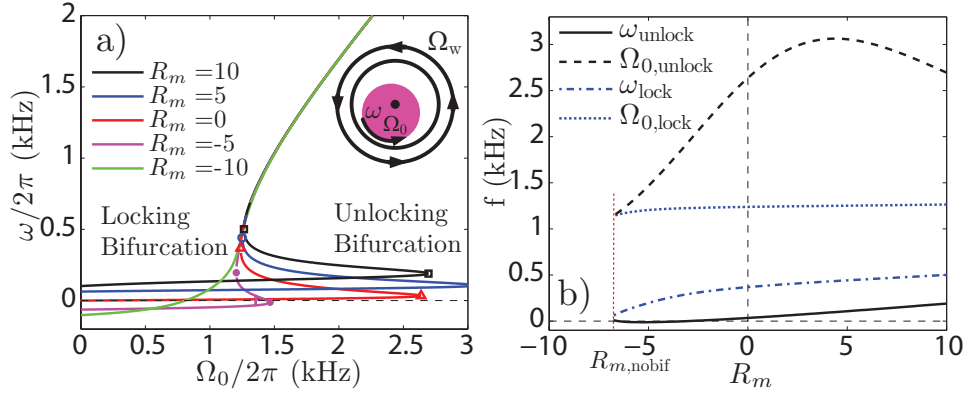 a)
R_m =10
R_m =5
R_m =0
R_m =-5
R_m =-10
Ω_w
ω
Ω_0
Locking
Bifurcation
Unlocking
Bifurcation
ω/2π (kHz)
2
1.5
1
0.5
0
0 0.5 1 1.5 2 2.5 3
Ω_0/2π (kHz)
b)
ω_unlock
Ω_0,unlock
ω_lock
Ω_0,lock
f (kHz)
3
2.5
2
1.5
1
0.5
0
−10 −5 0 5 10
R_m,nobif
R_m